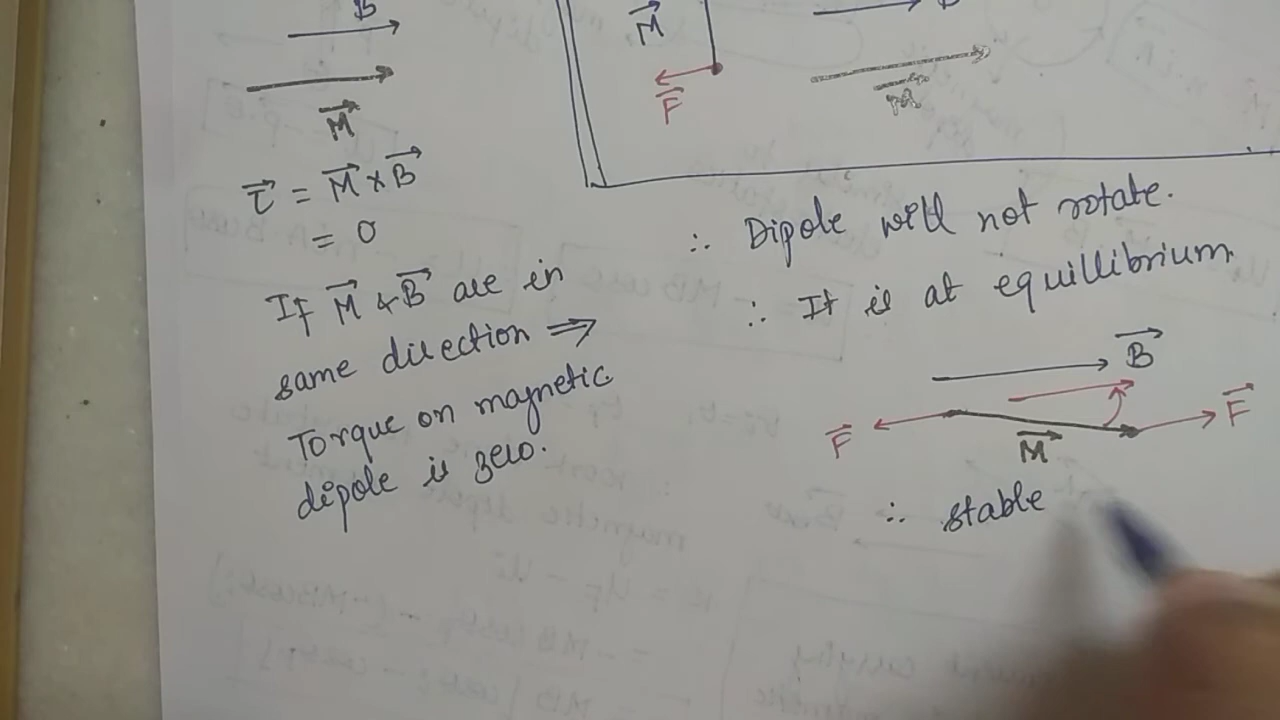 B
M
τ = M × B
= 0
If M & B are in
same direction ⇒
Torque on magnetic
dipole is zero.
M
F
B
M
∴ Dipole will not rotate.
∴ It is at equillibrium.
B
F
F
M
∴ stable